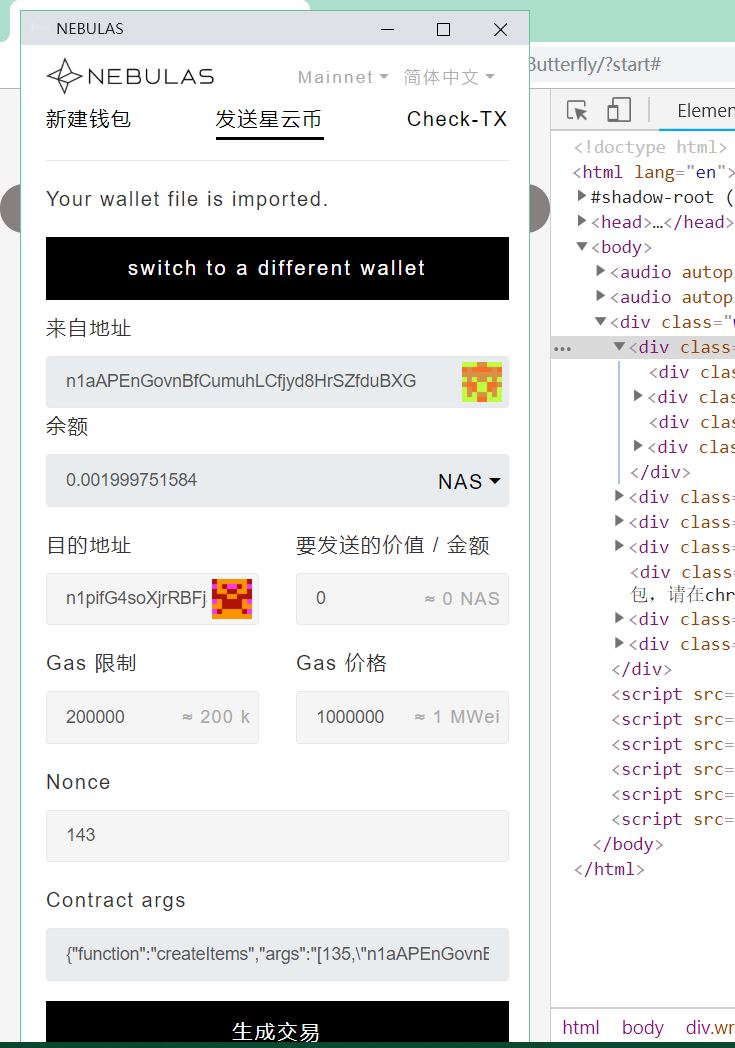 NEBULAS
Butterfly/?start#
NEBULAS
Mainnet 简体中文
新建钱包 发送星云币 Check-TX
Your wallet file is imported.
switch to a different wallet
来自地址
n1aAPEnGovnBfCumuhLCfjyd8HrSZfduBXG
余额
0.001999751584 NAS
目的地址 要发送的价值 / 金额
n1pifG4soXjrRBFj 0 ≈ 0 NAS
Gas 限制 Gas 价格
200000 ≈ 200 k 1000000 ≈ 1 MWei
Nonce
143
Contract args
{"function":"createItems","args":"[135,\"n1aAPEnGovnE
生成交易
Elemen
<!doctype html>
<html lang="en">
#shadow-root (
<head>…</head>
<body>
<audio autop
<audio autop
<div class="w
… <div class=
<div clas
<div clas
<div clas
<div clas
</div>
<div class=
<div class=
<div class=
<div class=
包，请在chr
<div class=
<div class=
</div>
<script src=
<script src=
<script src=
<script src=
<script src=
<script src=
</body>
</html>
html body div.wr